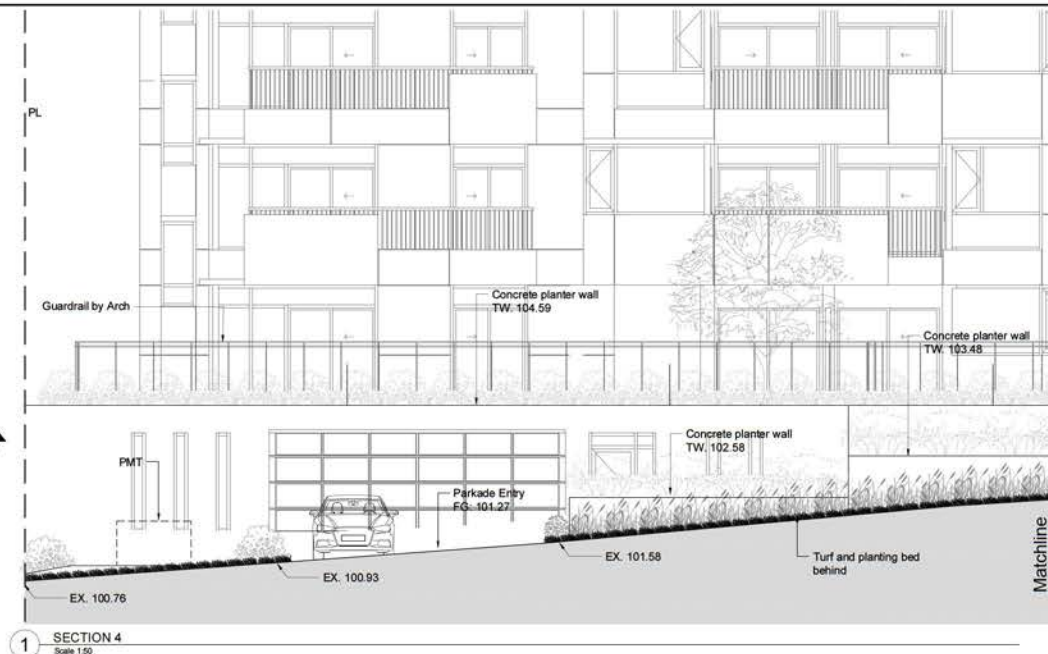 PL
Guardrail by Arch
Concrete planter wall
TW. 104.59
Concrete planter wall
TW. 103.48
Concrete planter wall
TW. 102.58
PMT
Parkade Entry
FG: 101.27
EX. 101.58
Turf and planting bed
behind
EX. 100.93
EX. 100.76
Matchline
1
SECTION 4
Scale 1:50